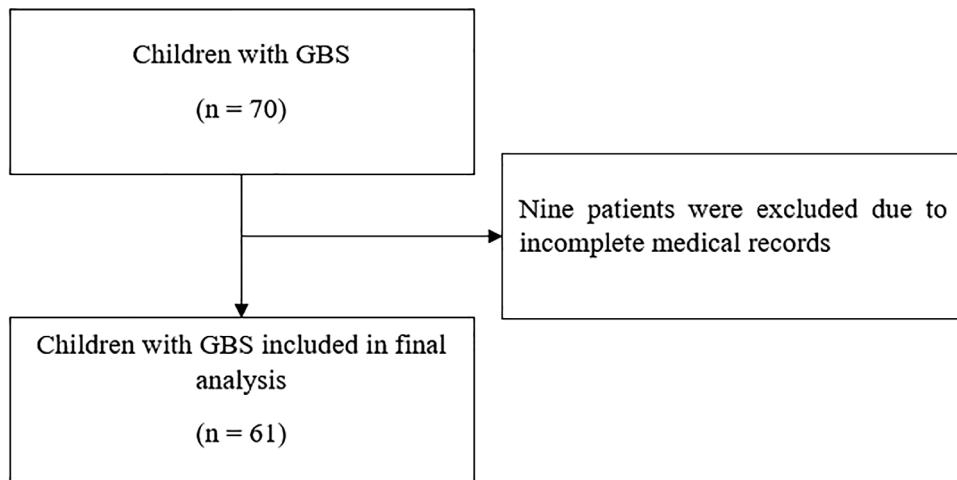 Children with GBS
(n = 70)
Nine patients were excluded due to
incomplete medical records
Children with GBS included in final
analysis
(n = 61)